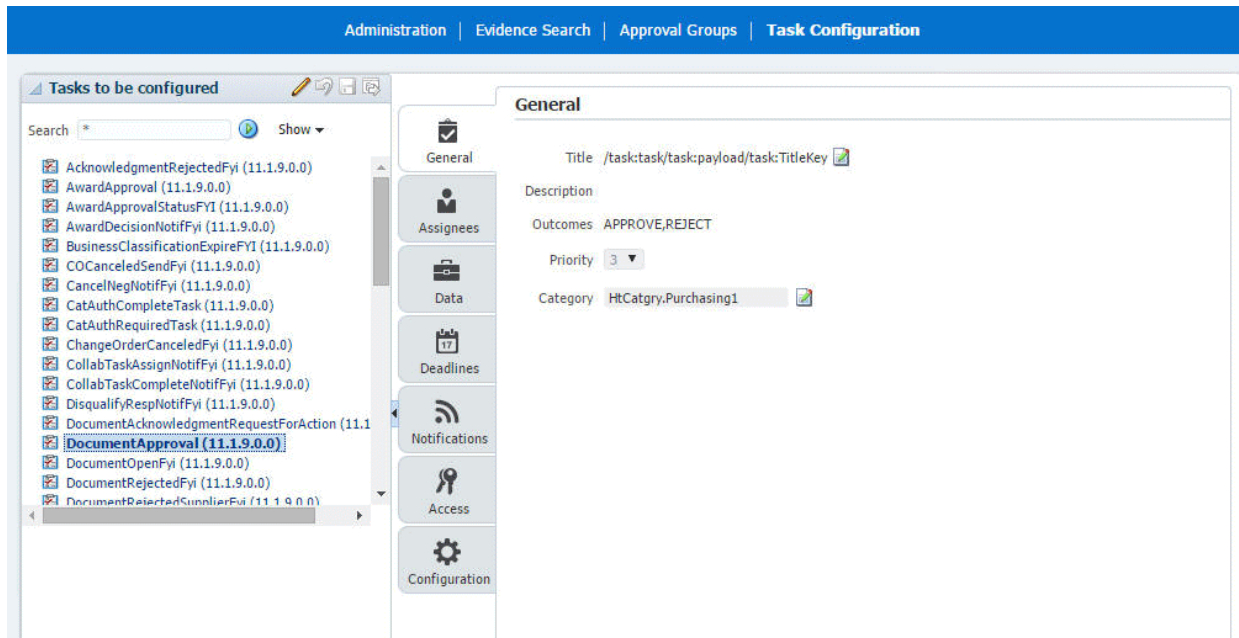 Administration | Evidence Search | Approval Groups | Task Configuration
Tasks to be configured
Search * Show
AcknowledgmentRejectedFyi (11.1.9.0.0)
AwardApproval (11.1.9.0.0)
AwardApprovalStatusFYI (11.1.9.0.0)
AwardDecisionNotifFyi (11.1.9.0.0)
BusinessClassificationExpireFYI (11.1.9.0.0)
COCanceledSendFyi (11.1.9.0.0)
CancelNegNotifFyi (11.1.9.0.0)
CatAuthCompleteTask (11.1.9.0.0)
CatAuthRequiredTask (11.1.9.0.0)
ChangeOrderCanceledFyi (11.1.9.0.0)
CollabTaskAssignNotifFyi (11.1.9.0.0)
CollabTaskCompleteNotifFyi (11.1.9.0.0)
DisqualifyRespNotifFyi (11.1.9.0.0)
DocumentAcknowledgmentRequestForAction (11.1
DocumentApproval (11.1.9.0.0)
DocumentOpenFyi (11.1.9.0.0)
DocumentRejectedFyi (11.1.9.0.0)
DocumentRejectedSupplierFyi (11.1.9.0.0)
General
Assignees
Data
17
Deadlines
Notifications
Access
Configuration
General
Title /task:task/task:payload/task:TitleKey
Description
Outcomes APPROVE,REJECT
Priority 3
Category HtCatgry.Purchasing1